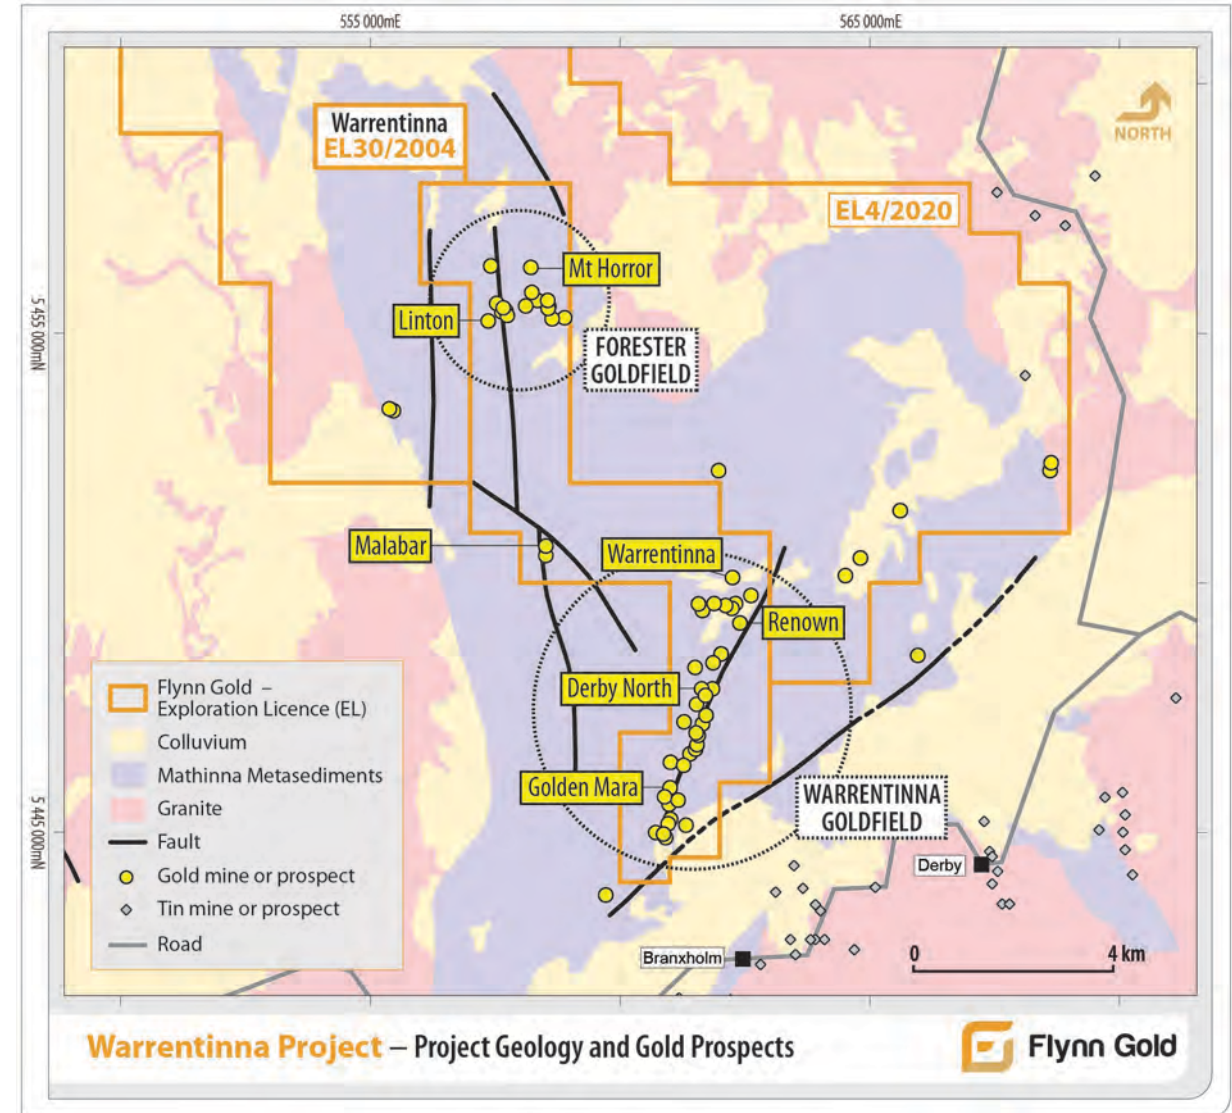 555 000mE
565 000mE
Warrentinna
EL30/2004
NORTH
EL4/2020
Mt Horror
5 455 000mN
Linton
FORESTER
GOLDFIELD
Malabar
Warrentinna
Renown
Flynn Gold –
Exploration Licence (EL)
Colluvium
Mathinna Metasediments
Granite
Fault
Gold mine or prospect
Tin mine or prospect
Road
Derby North
Golden Mara
WARRENTINNA
GOLDFIELD
5 445 000mN
Derby
Branxholm
0 4 km
Warrentinna Project – Project Geology and Gold Prospects
Flynn Gold